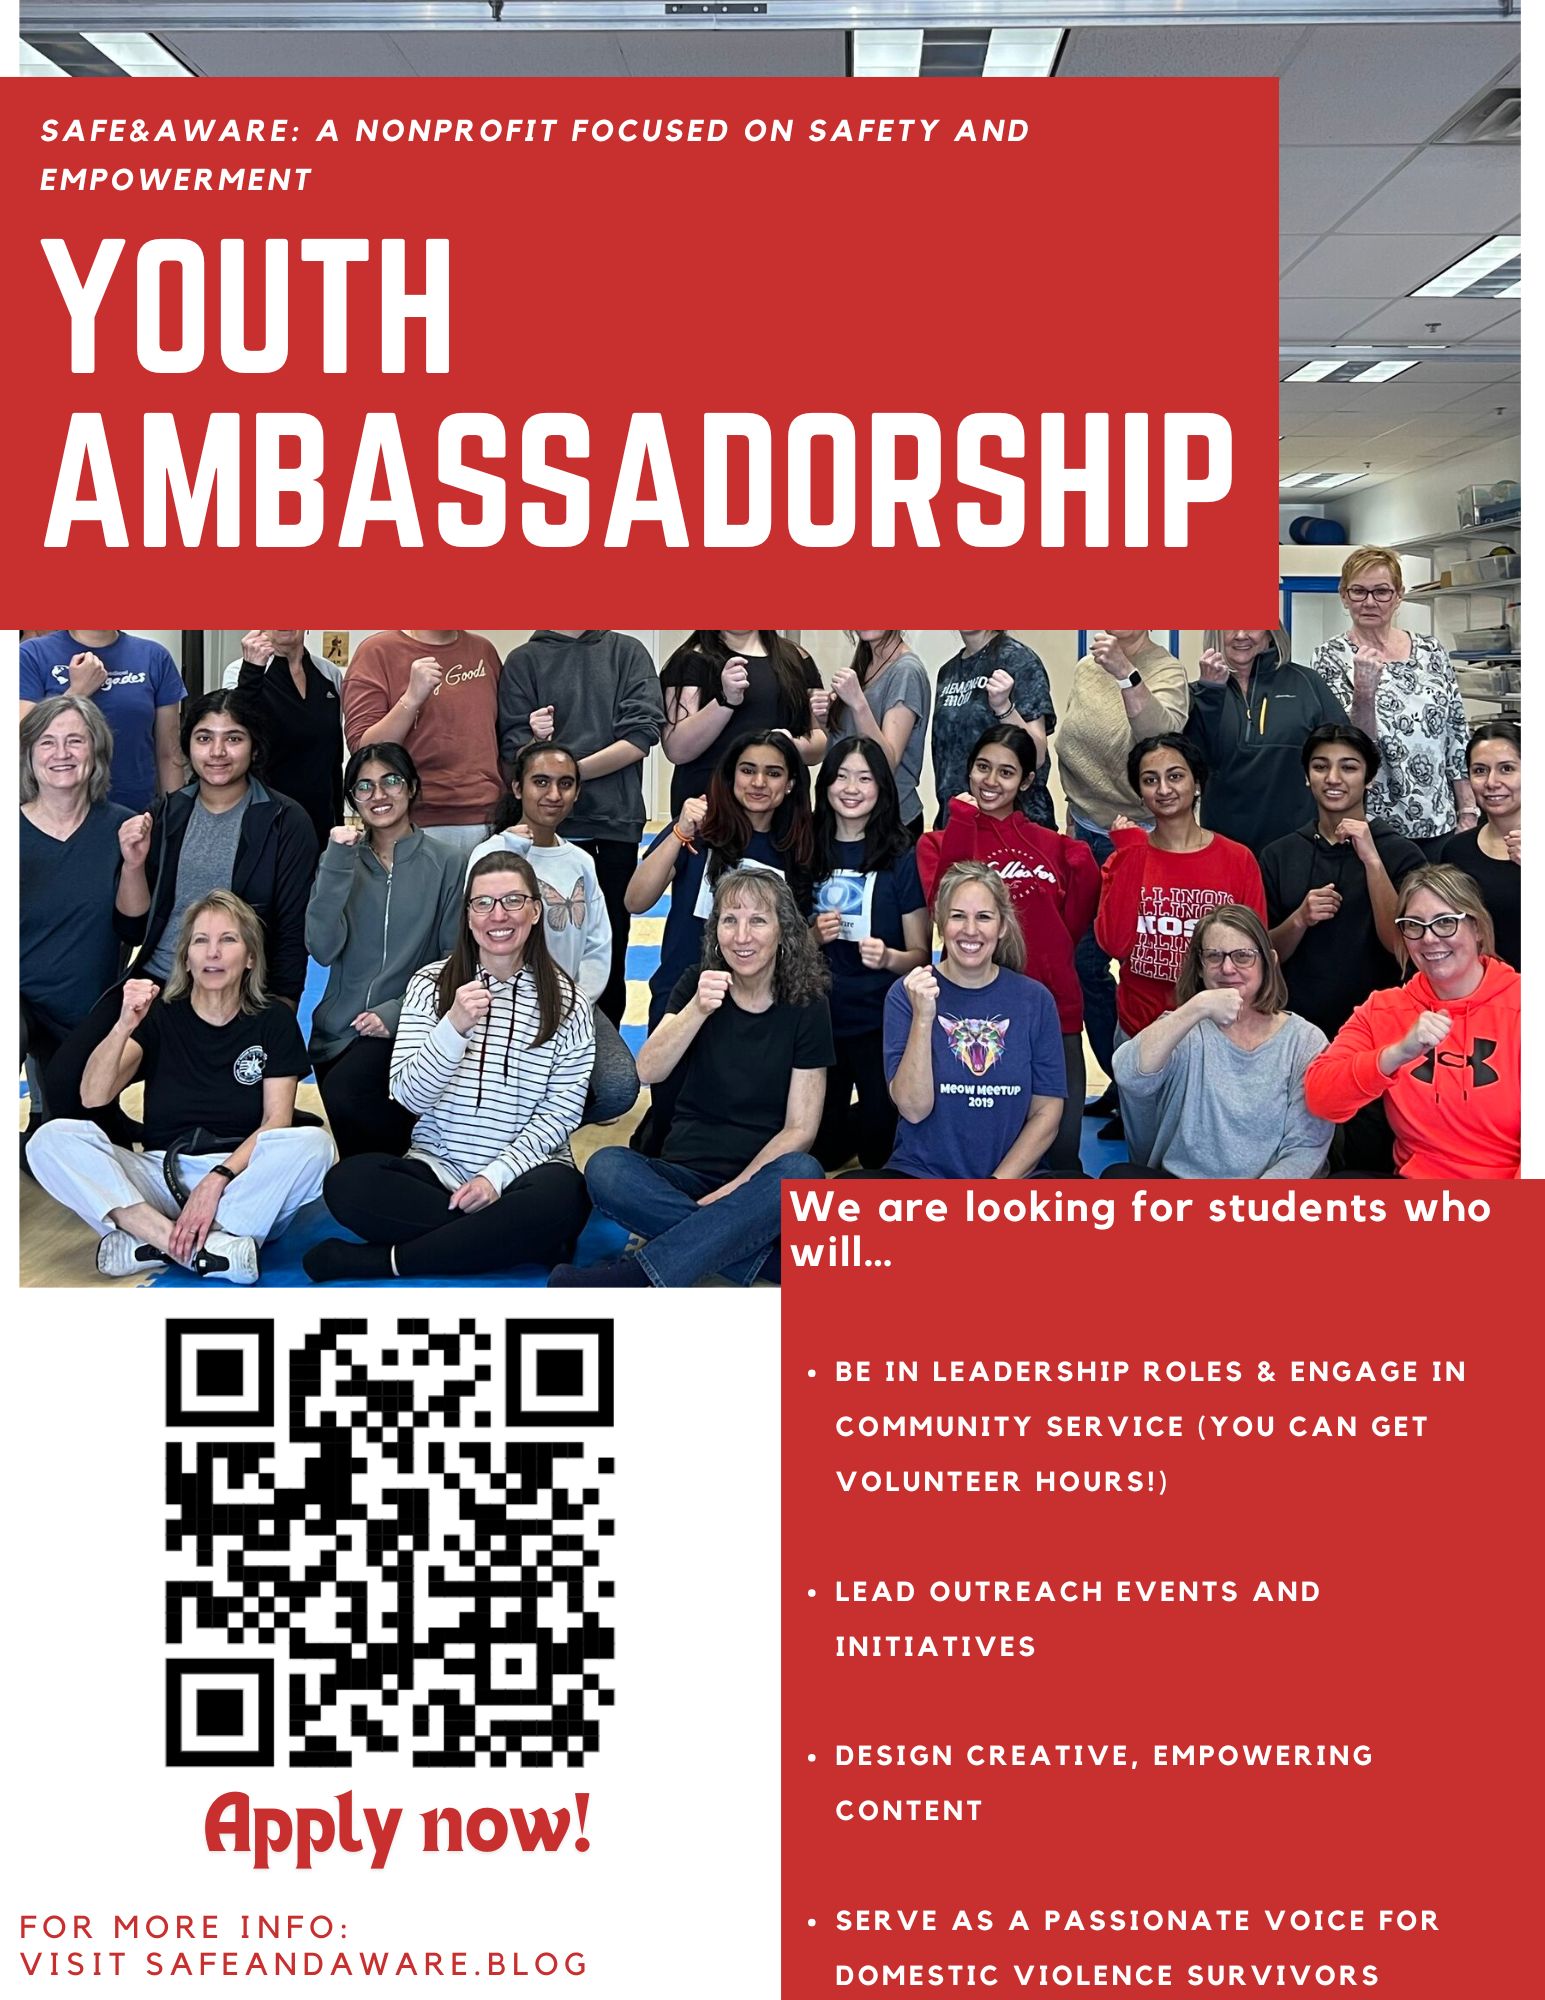 SAFE&AWARE: A NONPROFIT FOCUSED ON SAFETY AND
EMPOWERMENT
YOUTH
AMBASSADORSHIP
Goods
ILLINOIS
MEOW MEETUP
2019
We are looking for students who
will...
• BE IN LEADERSHIP ROLES & ENGAGE IN
COMMUNITY SERVICE (YOU CAN GET
VOLUNTEER HOURS!)
• LEAD OUTREACH EVENTS AND
INITIATIVES
• DESIGN CREATIVE, EMPOWERING
CONTENT
• SERVE AS A PASSIONATE VOICE FOR
DOMESTIC VIOLENCE SURVIVORS
Apply now!
FOR MORE INFO:
VISIT SAFEANDAWARE.BLOG